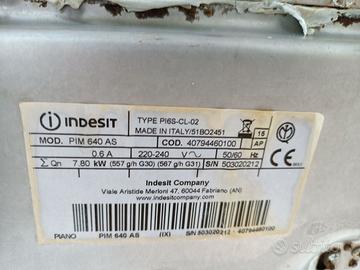 INDESIT
TYPE PI6S-CL-02
MADE IN ITALY/51BO2451
16
MOD. PIM 640 AS
COD. 40794460100
AP
0.6 A
220-240 V
50/60 Hz
CE
Σ Qn 7.80 kW (557 g/h G30) (567 g/h G31)
S/N 503020212
Indesit Company
Viale Aristide Merloni 47, 60044 Fabriano (AN)
www.indesitcompany.com
PIANO PIM 640 AS (IX) S/N 503020212 - 40794460100
Subito